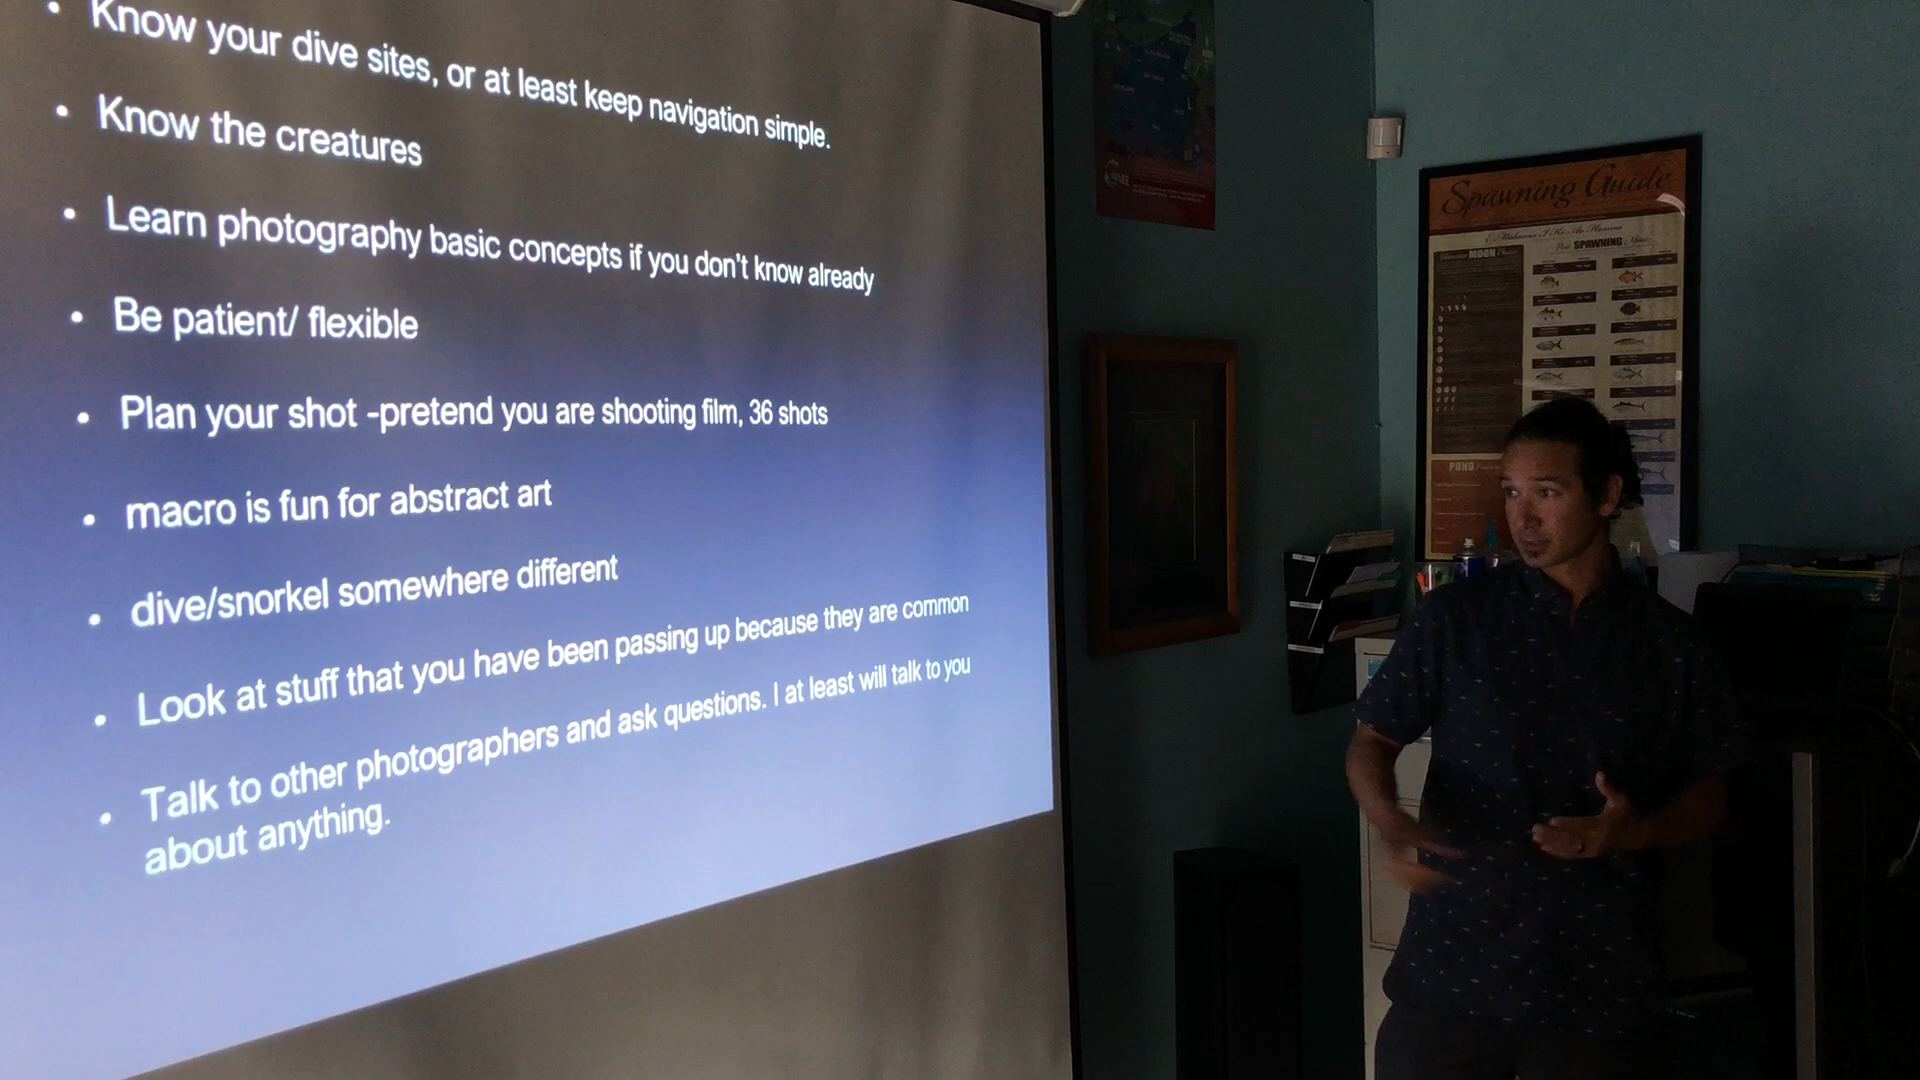 • Know your dive sites, or at least keep navigation simple.
• Know the creatures
• Learn photography basic concepts if you don't know already
• Be patient/ flexible
• Plan your shot -pretend you are shooting film, 36 shots
• macro is fun for abstract art
• dive/snorkel somewhere different
• Look at stuff that you have been passing up because they are common
• Talk to other photographers and ask questions. I at least will talk to you
about anything.
Spawning Guide
MOON
SPAWNING
POND